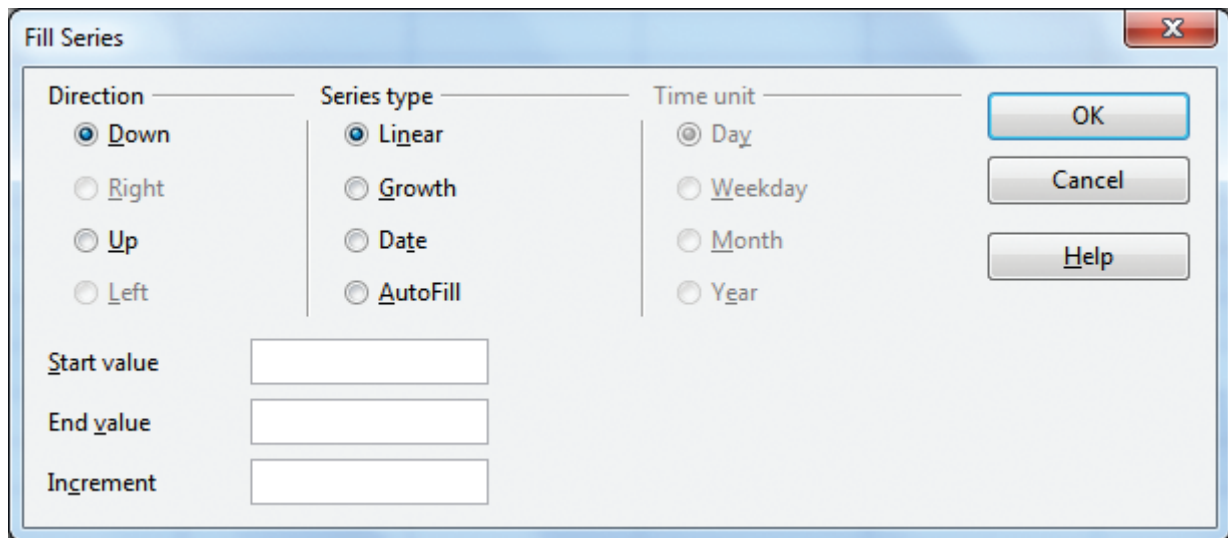 Fill Series
Direction
Down
Right
Up
Left
Series type
Linear
Growth
Date
AutoFill
Time unit
Day
Weekday
Month
Year
OK
Cancel
Help
Start value
End value
Increment